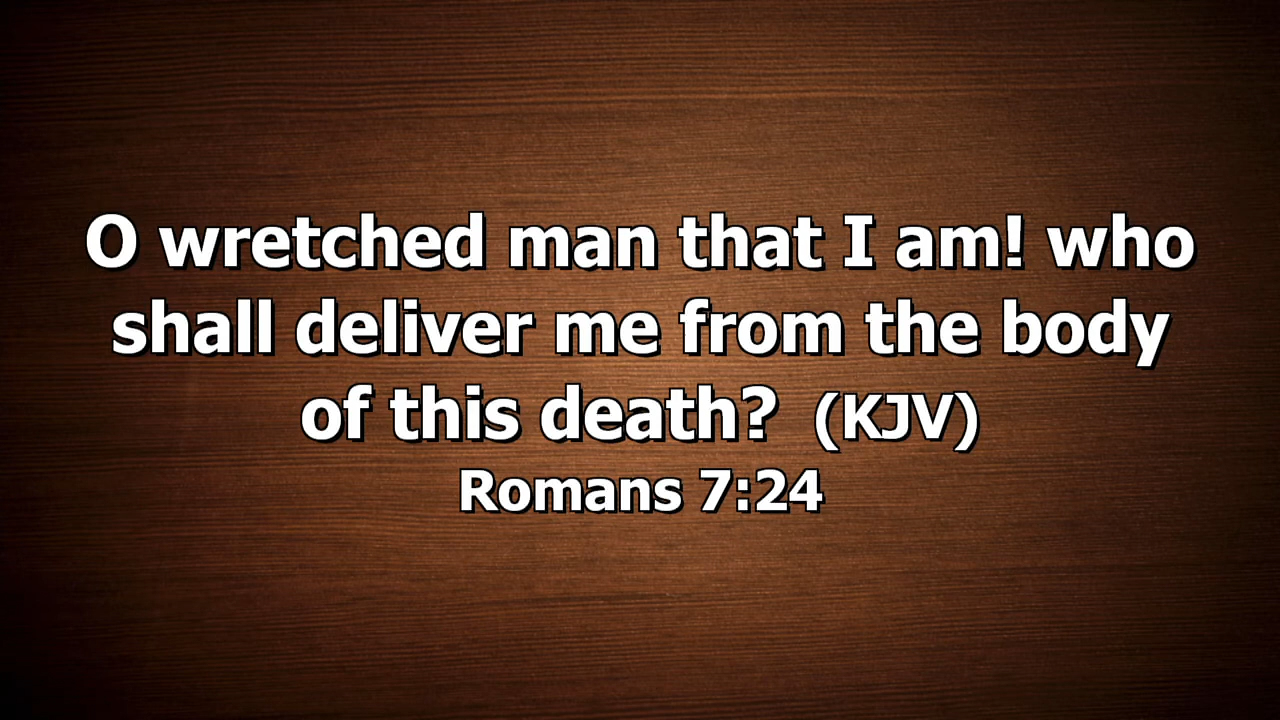 O wretched man that I am! who
shall deliver me from the body
of this death? (KJV)
Romans 7:24